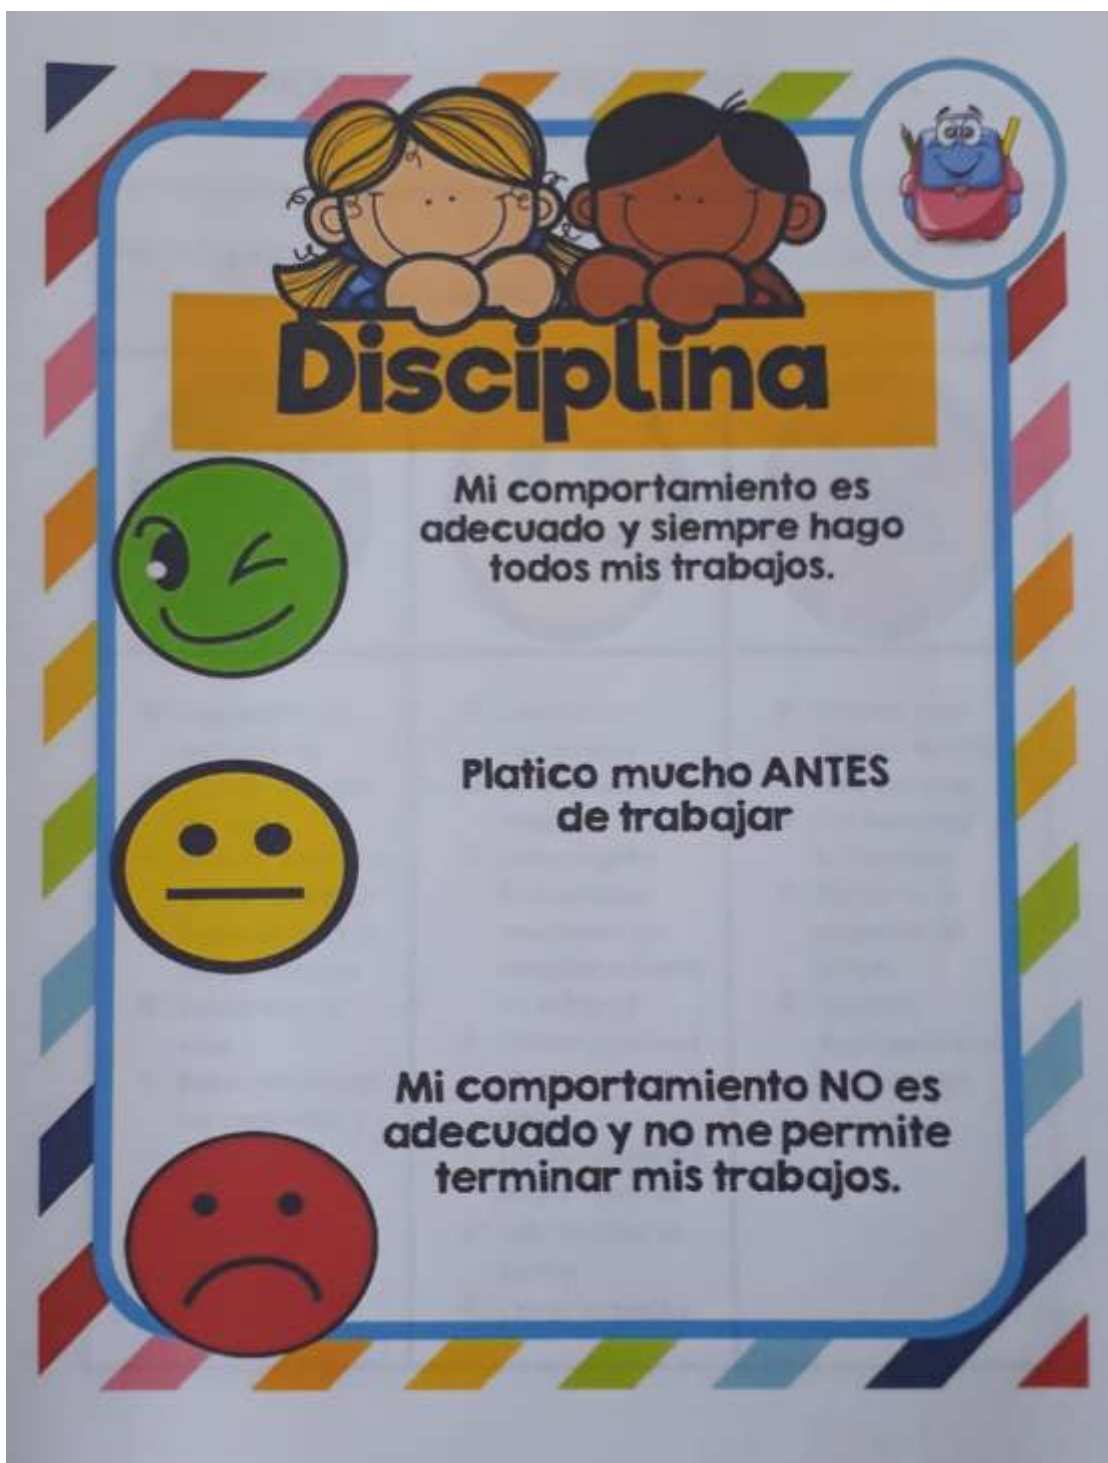 Disciplina
Mi comportamiento es
adecuado y siempre hago
todos mis trabajos.
Platico mucho ANTES
de trabajar
Mi comportamiento NO es
adecuado y no me permite
terminar mis trabajos.